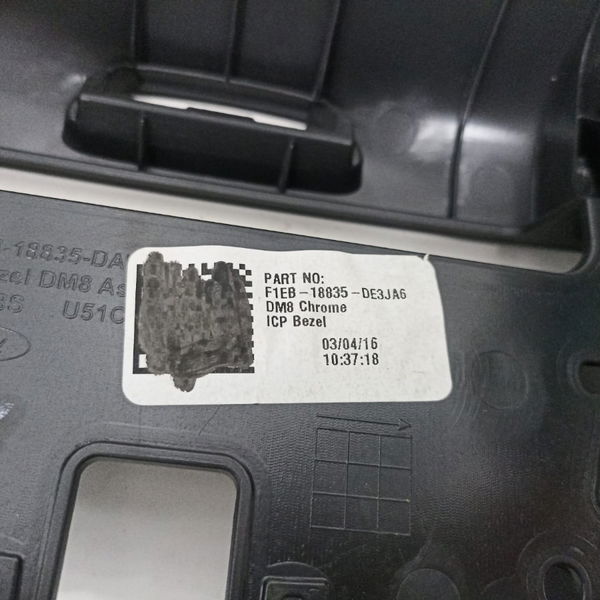 -18835-DA
zel DM8 As
BS U51
PART NO:
F1EB-18835-DE3JA6
DM8 Chrome
ICP Bezel
03/04/16
10:37:18